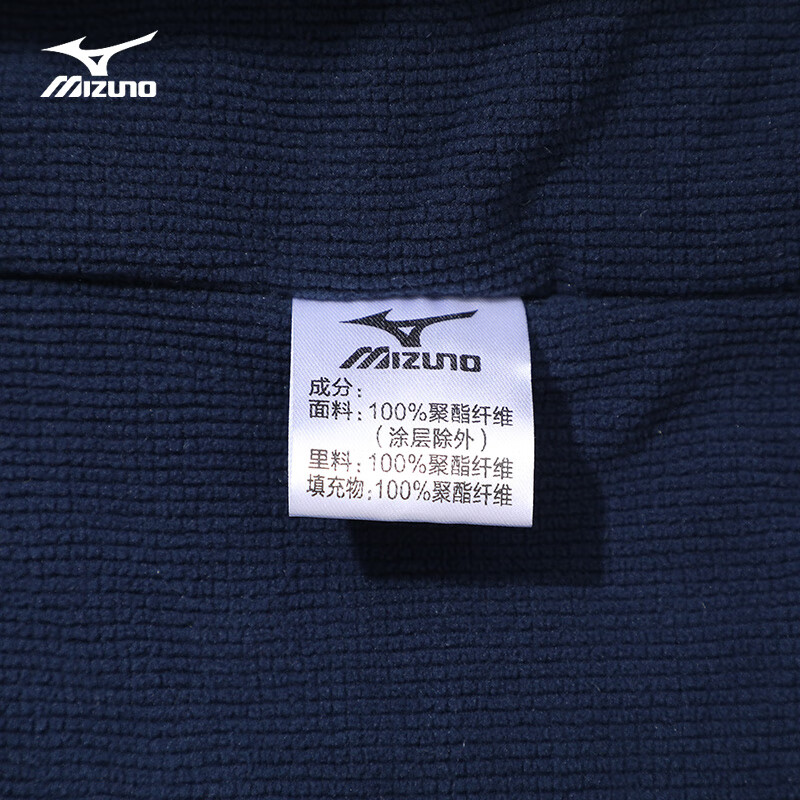 MIZUNO
MIZUNO
成分:
面料: 100%聚酯纤维
(涂层除外)
里料: 100%聚酯纤维
填充物: 100%聚酯纤维